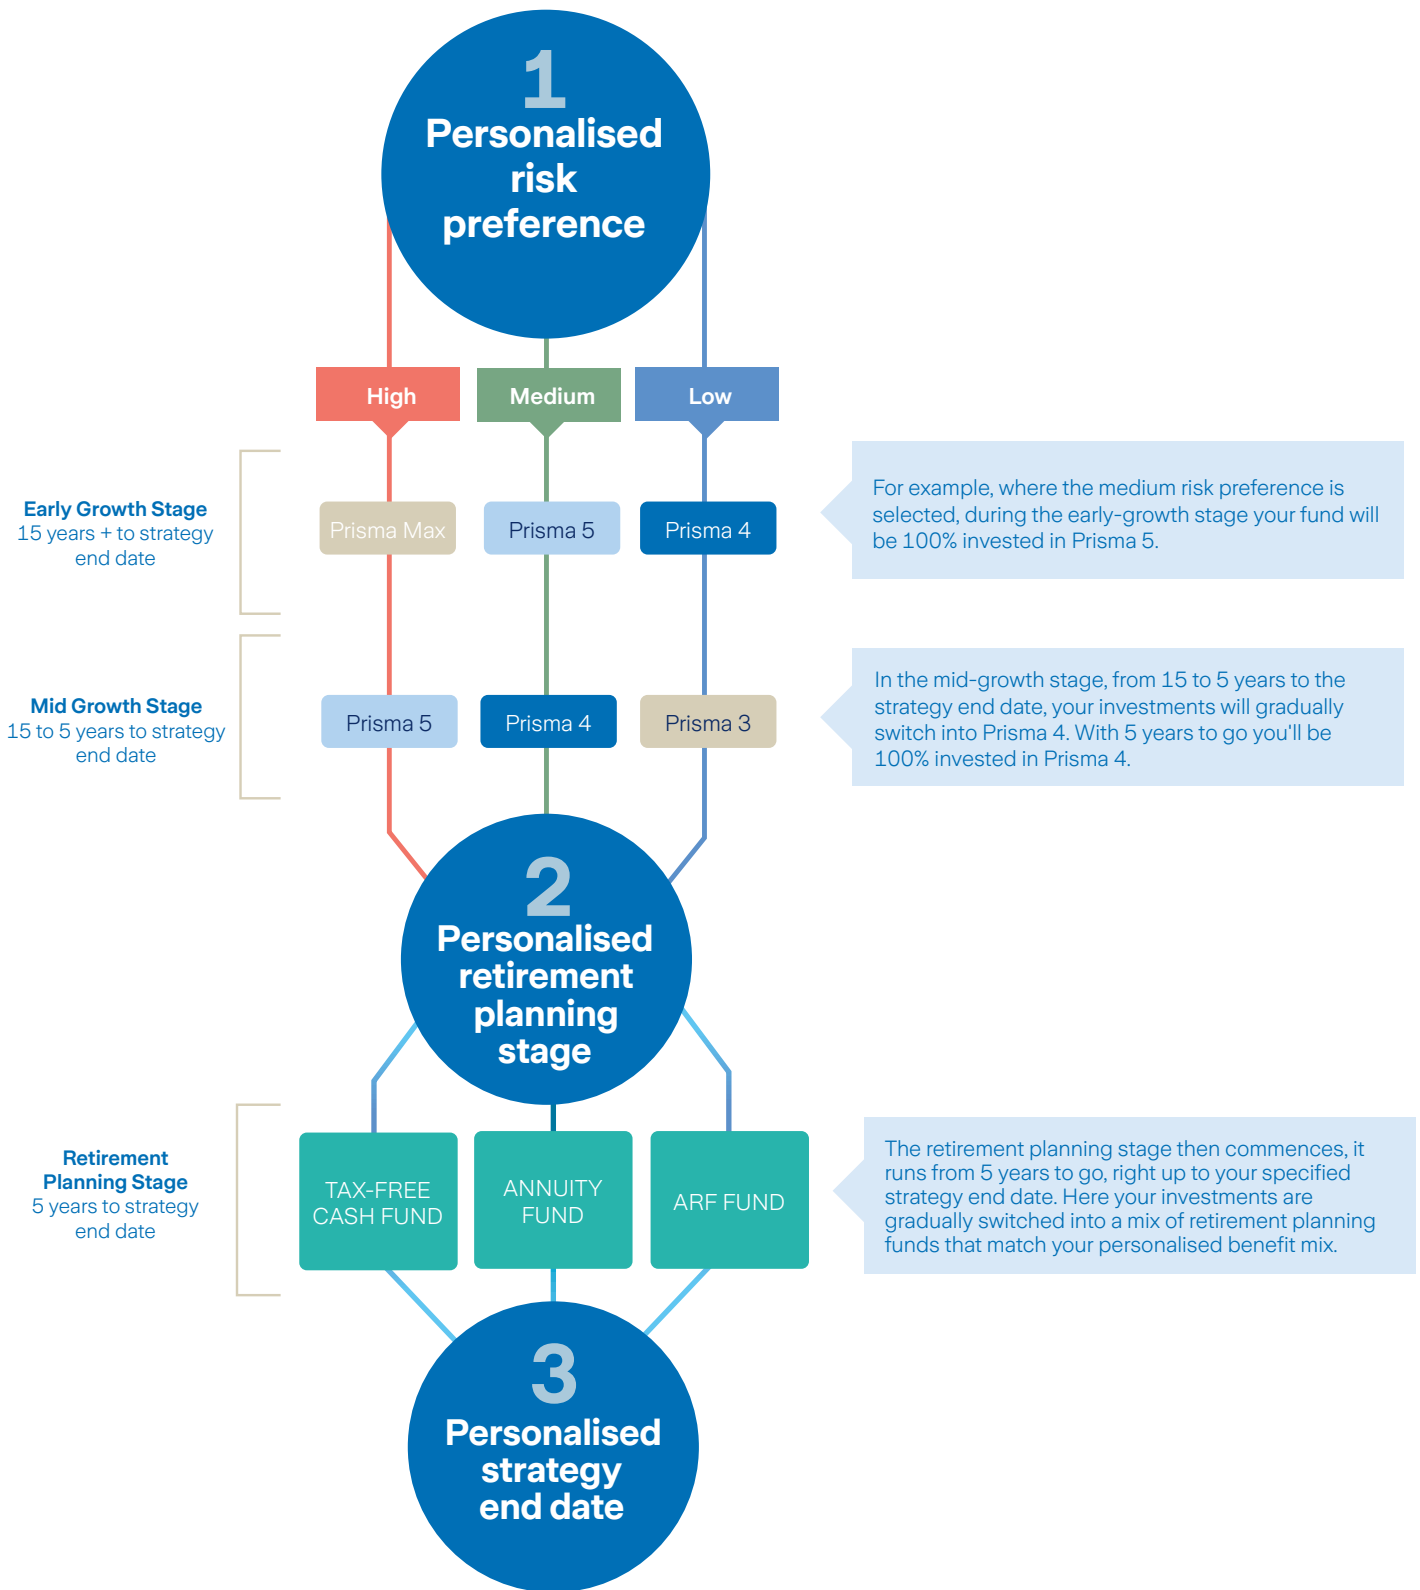 1
Personalised
risk
preference
High
Medium
Low
Early Growth Stage
15 years + to strategy
end date
Prisma Max
Prisma 5
Prisma 4
For example, where the medium risk preference is
selected, during the early-growth stage your fund will
be 100% invested in Prisma 5.
Mid Growth Stage
15 to 5 years to strategy
end date
Prisma 5
Prisma 4
Prisma 3
In the mid-growth stage, from 15 to 5 years to the
strategy end date, your investments will gradually
switch into Prisma 4. With 5 years to go you'll be
100% invested in Prisma 4.
2
Personalised
retirement
planning
stage
Retirement
Planning Stage
5 years to strategy
end date
TAX-FREE
CASH FUND
ANNUITY
FUND
ARF FUND
The retirement planning stage then commences, it
runs from 5 years to go, right up to your specified
strategy end date. Here your investments are
gradually switched into a mix of retirement planning
funds that match your personalised benefit mix.
3
Personalised
strategy
end date